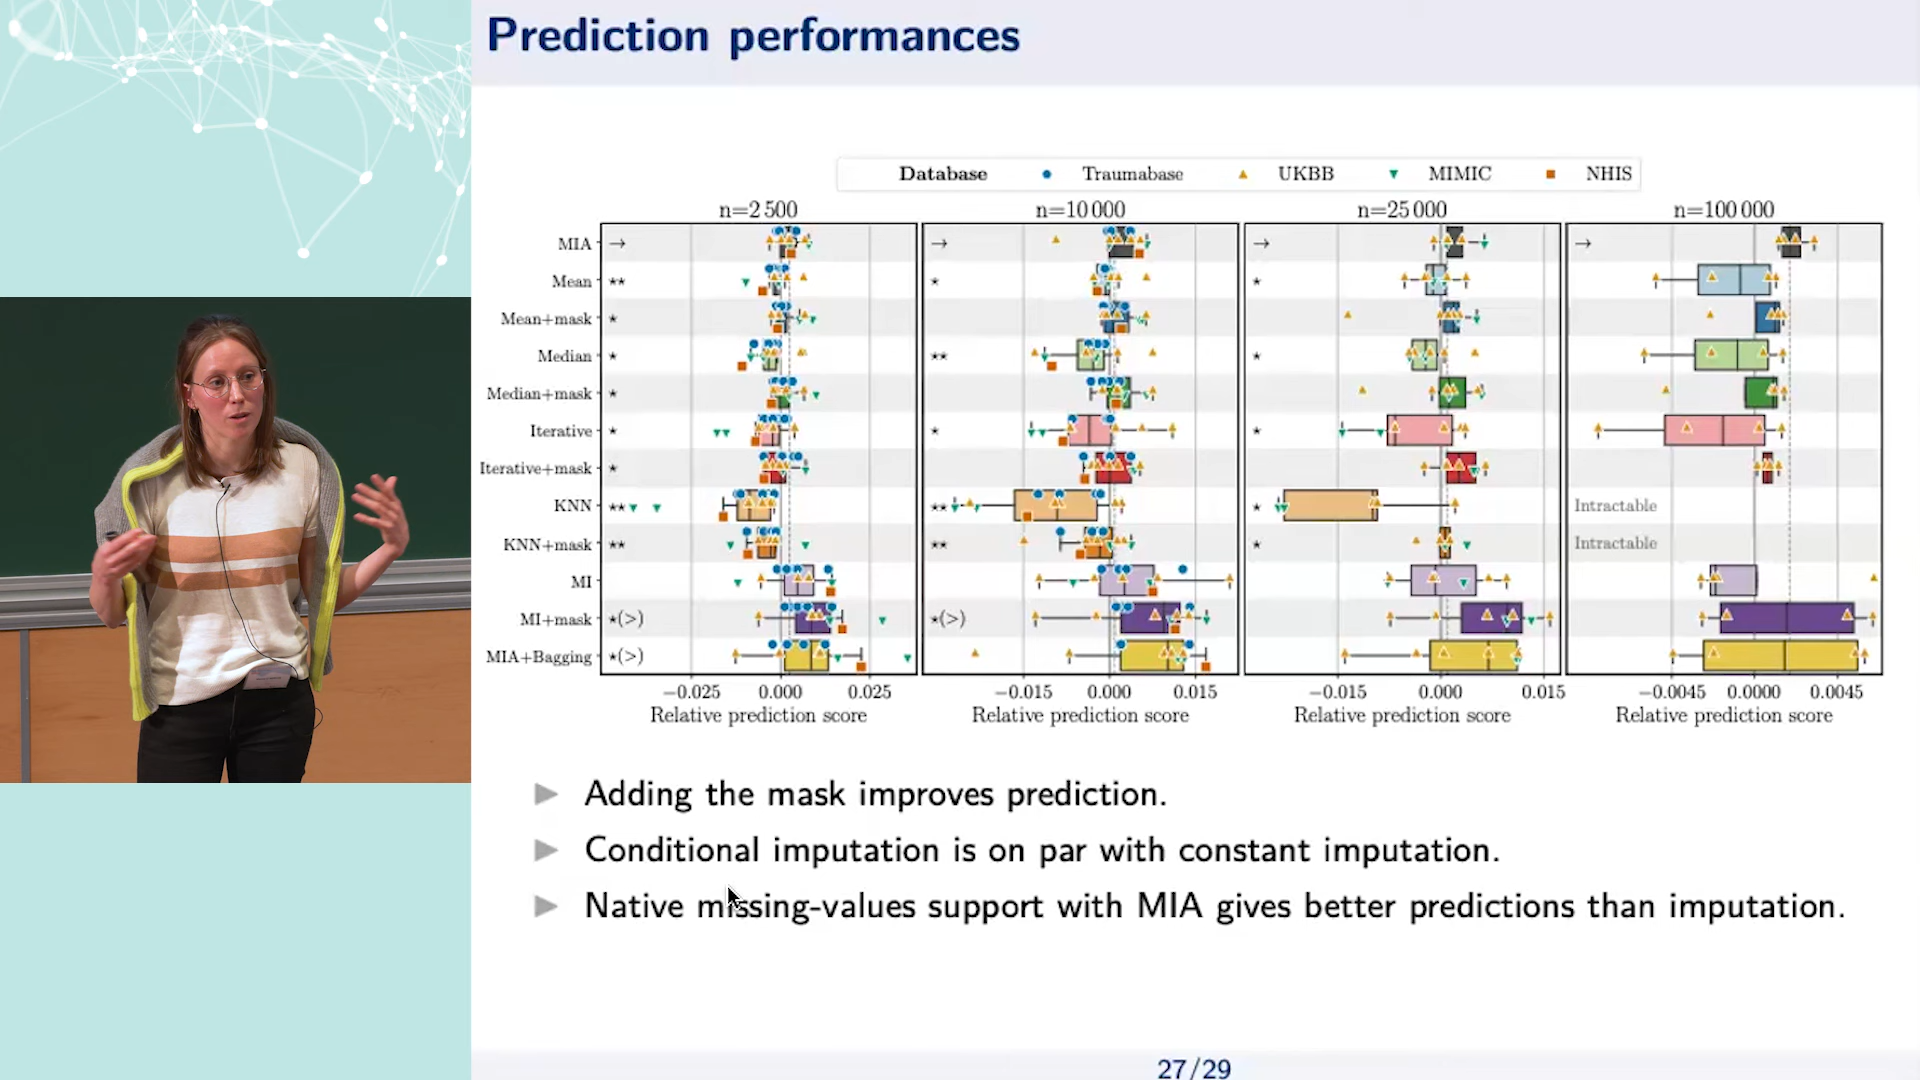 Prediction performances
Database Traumabase UKBB MIMIC NHIS
n=2 500 n=10 000 n=25 000 n=100 000
MIA → → → →
Mean ** * *
Mean+mask *
Median * ** *
Median+mask *
Iterative * * *
Iterative+mask *
KNN ** ** * Intractable
KNN+mask ** ** * Intractable
MI
MI+mask *(>) *(>)
MIA+Bagging *(>)
−0.025 0.000 0.025 −0.015 0.000 0.015 −0.015 0.000 0.015 −0.0045 0.0000 0.0045
Relative prediction score Relative prediction score Relative prediction score Relative prediction score
▶ Adding the mask improves prediction.
▶ Conditional imputation is on par with constant imputation.
▶ Native missing-values support with MIA gives better predictions than imputation.
27/29